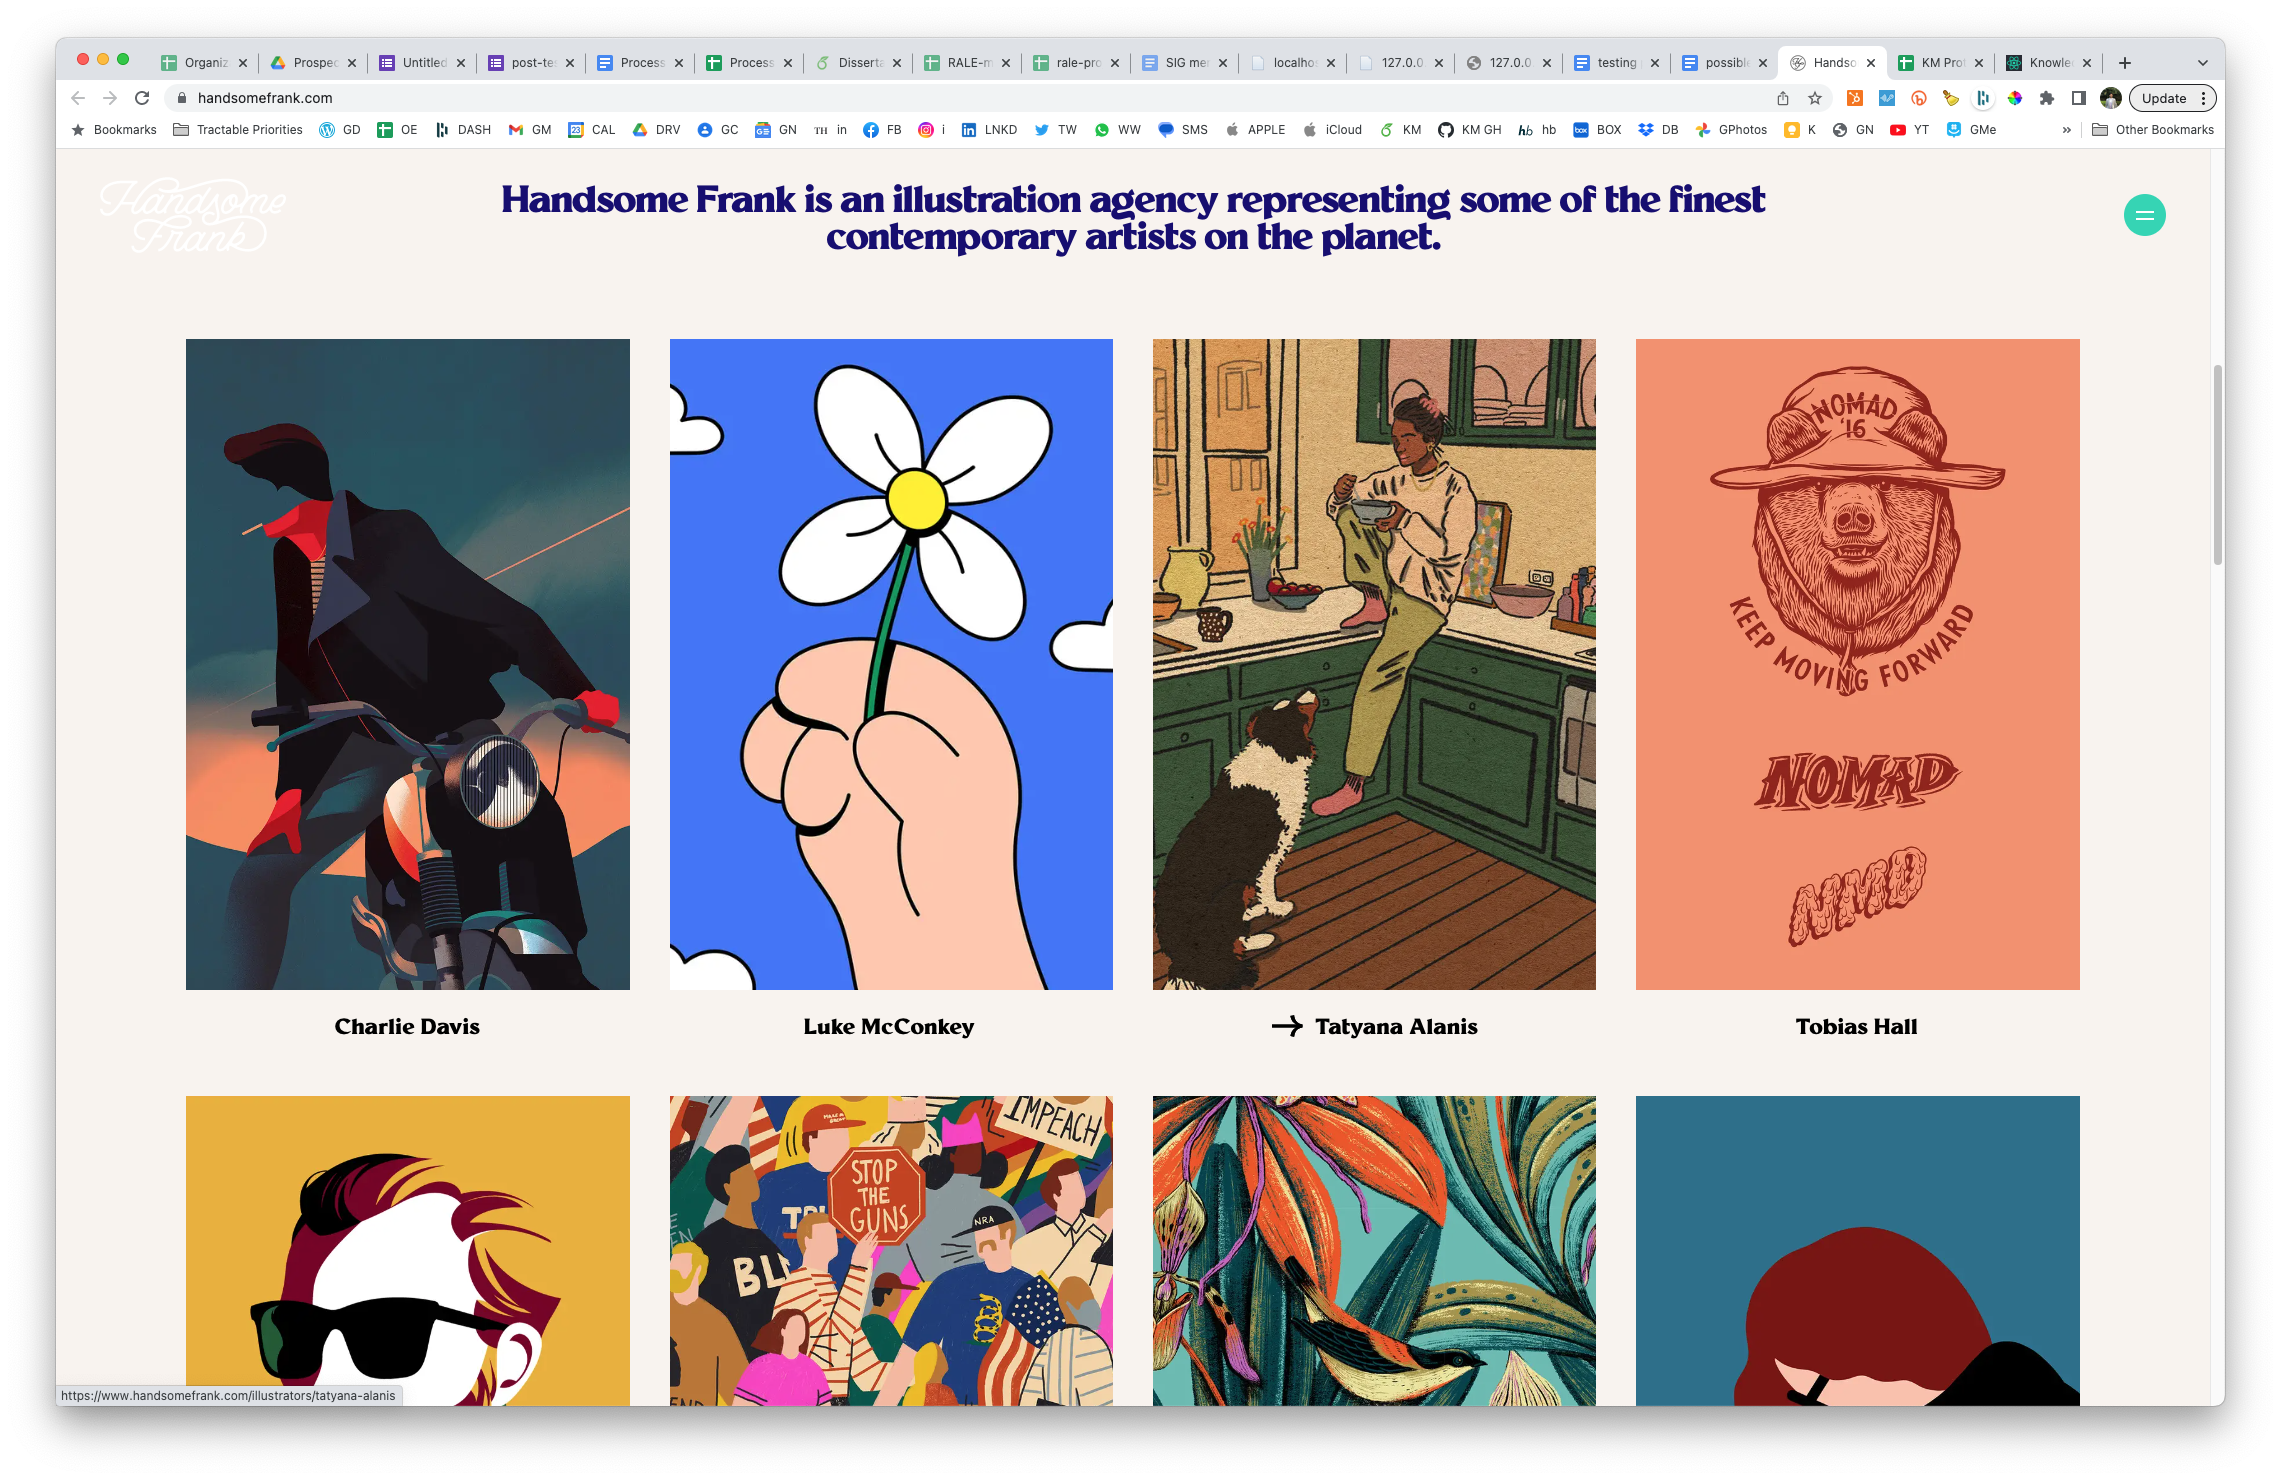 Organiz
Prospec
Untitled
post-te
Process
Process
Disserta
RALE-m
rale-pro
SIG me
localho
127.0.0
127.0.0
testing
possible
Handso
KM Prot
Knowle
handsomefrank.com
Update
Bookmarks
Tractable Priorities
GD
OE
DASH
GM
CAL
DRV
GC
GN
TH in
FB
i
LNKD
TW
WW
SMS
APPLE
iCloud
KM
KM GH
hb hb
BOX
DB
GPhotos
K
GN
YT
GMe
»
Other Bookmarks
Handsome
Frank
Handsome Frank is an illustration agency representing some of the finest
contemporary artists on the planet.
NOMAD
'16
KEEP MOVING FORWARD
NOMAD
NMD
Charlie Davis
Luke McConkey
Tatyana Alanis
Tobias Hall
IMPEACH
STOP
THE
GUNS
NRA
BL
https://www.handsomefrank.com/illustrators/tatyana-alanis